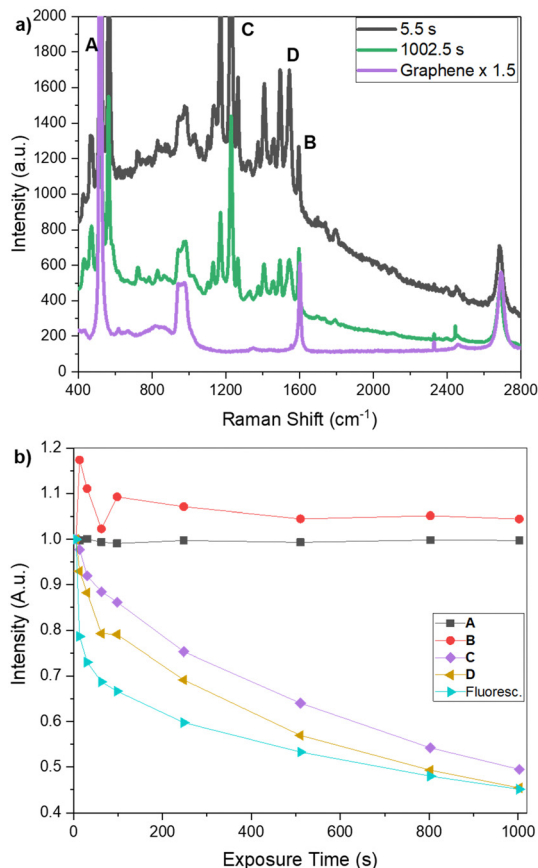 a)
2000
1800
1600
1400
1200
1000
800
600
400
200
0
Intensity (a.u.)
A
C
D
B
5.5 s
1002.5 s
Graphene x 1.5
400 800 1200 1600 2000 2400 2800
Raman Shift (cm⁻¹)
b)
1.2
1.1
1.0
0.9
0.8
0.7
0.6
0.5
0.4
Intensity (A.u.)
A
B
C
D
Fluoresc.
0 200 400 600 800 1000
Exposure Time (s)